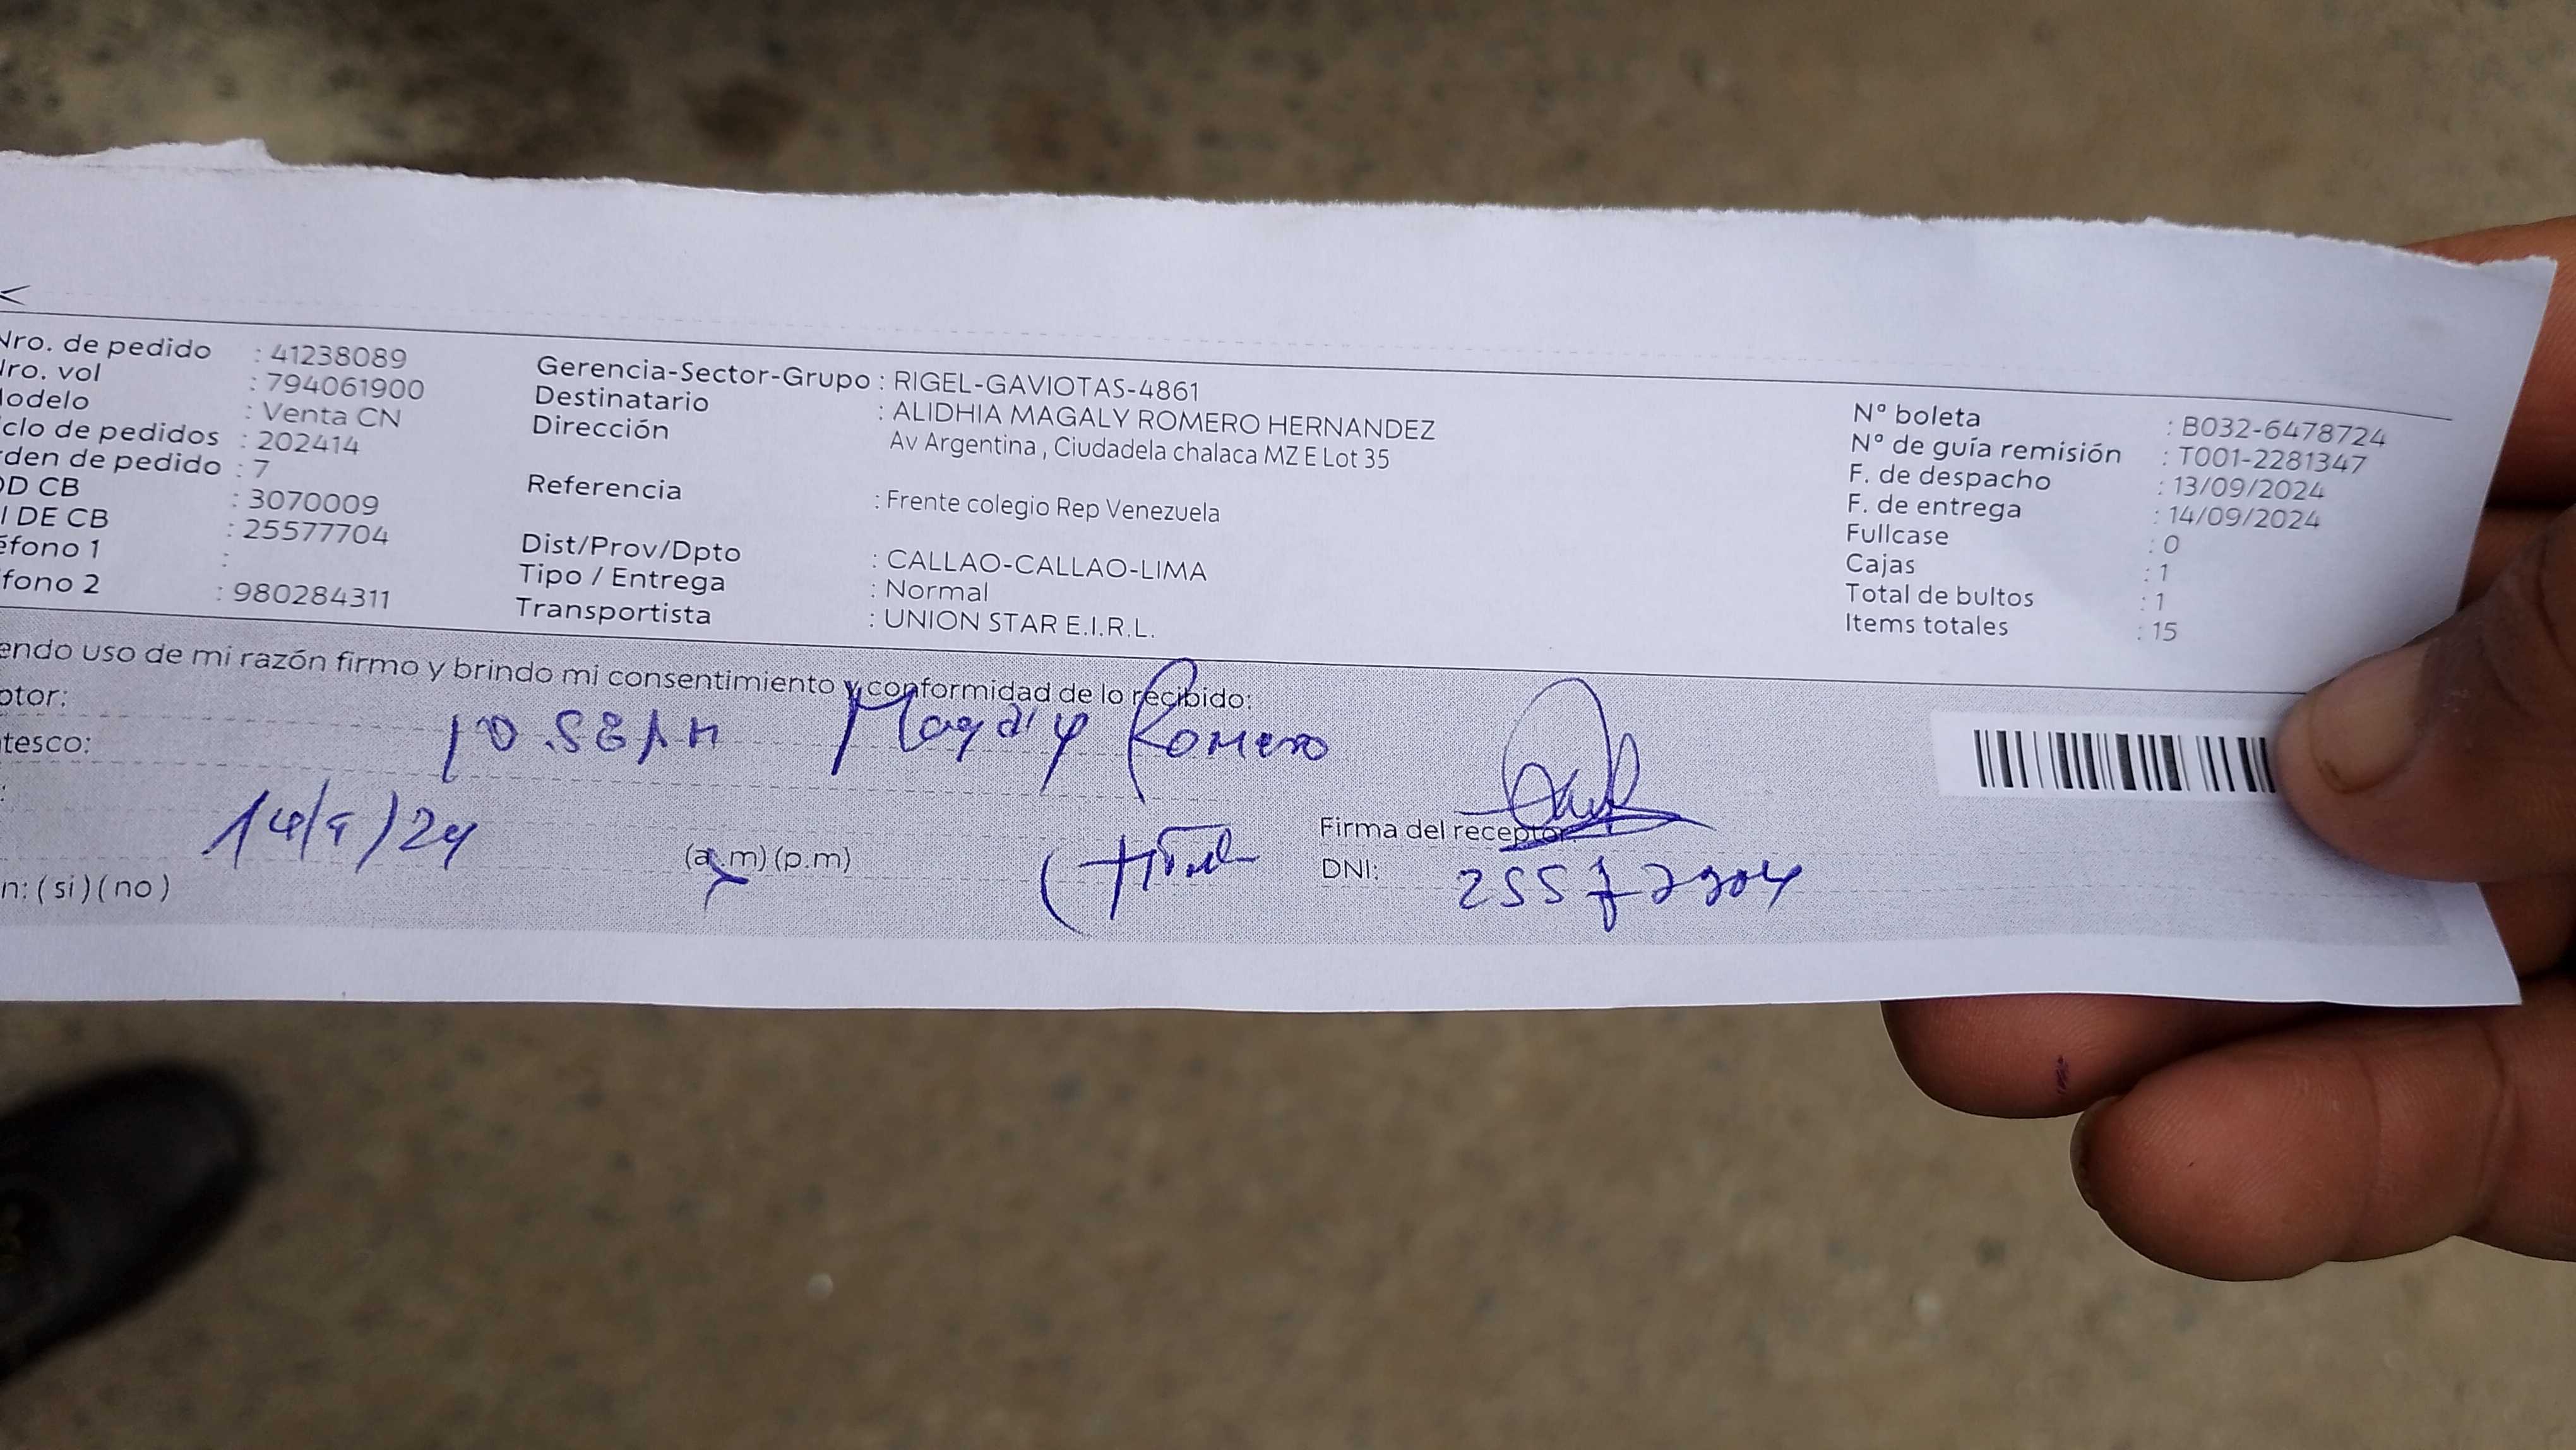 Nro. de pedido : 41238089
Nro. vol : 794061900
Modelo : Venta CN
clo de pedidos : 202414
rden de pedido : 7
OD CB : 3070009
I DE CB : 25577704
éfono 1 :
fono 2 : 980284311
Gerencia-Sector-Grupo : RIGEL-GAVIOTAS-4861
Destinatario : ALIDHIA MAGALY ROMERO HERNANDEZ
Dirección Av Argentina , Ciudadela chalaca MZ E Lot 35
Referencia : Frente colegio Rep Venezuela
Dist/Prov/Dpto : CALLAO-CALLAO-LIMA
Tipo / Entrega : Normal
Transportista : UNION STAR E.I.R.L.
N° boleta : B032-6478724
N° de guía remisión : T001-2281347
F. de despacho : 13/09/2024
F. de entrega : 14/09/2024
Fullcase : 0
Cajas : 1
Total de bultos : 1
Items totales : 15
endo uso de mi razón firmo y brindo mi consentimiento y conformidad de lo recibido:
ptor:
tesco: 10.58AM Magaly Romero
14/9/24 (a.m) (p.m)
Firma del receptor
n: ( si ) ( no )
DNI: 25577704